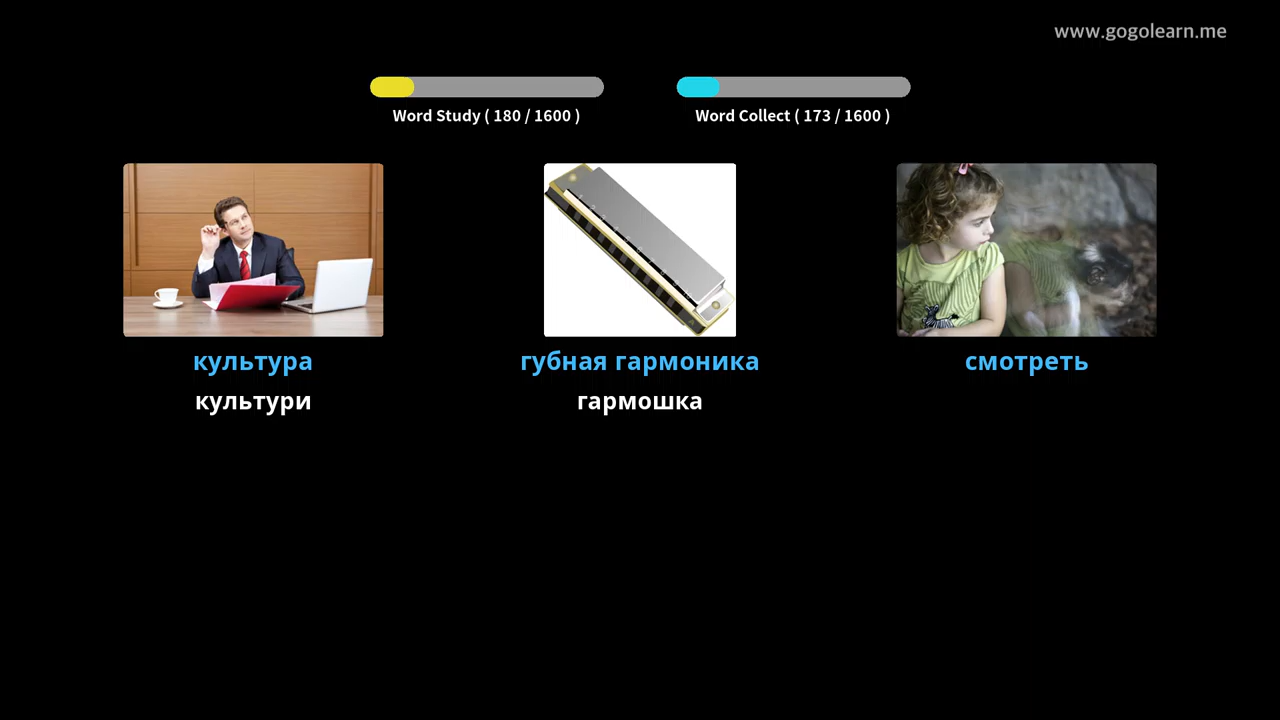 www.gogolearn.me
Word Study ( 180 / 1600 )
Word Collect ( 173 / 1600 )
культура
губная гармоника
смотреть
культури
гармошка